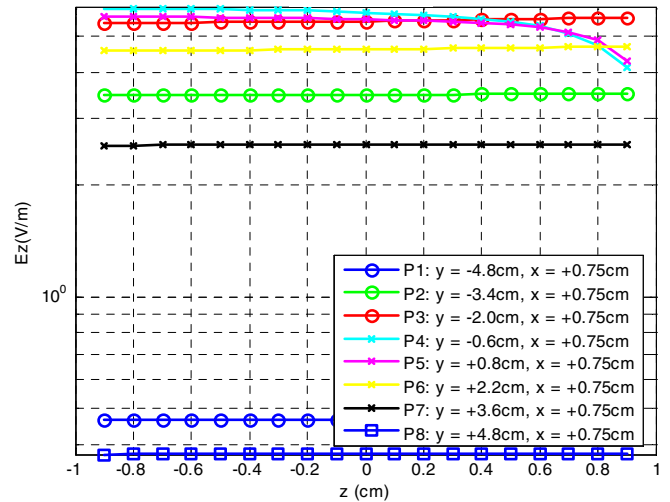 Ez(V/m)
10^0
P1: y = -4.8cm, x = +0.75cm
P2: y = -3.4cm, x = +0.75cm
P3: y = -2.0cm, x = +0.75cm
P4: y = -0.6cm, x = +0.75cm
P5: y = +0.8cm, x = +0.75cm
P6: y = +2.2cm, x = +0.75cm
P7: y = +3.6cm, x = +0.75cm
P8: y = +4.8cm, x = +0.75cm
-1 -0.8 -0.6 -0.4 -0.2 0 0.2 0.4 0.6 0.8 1
z (cm)